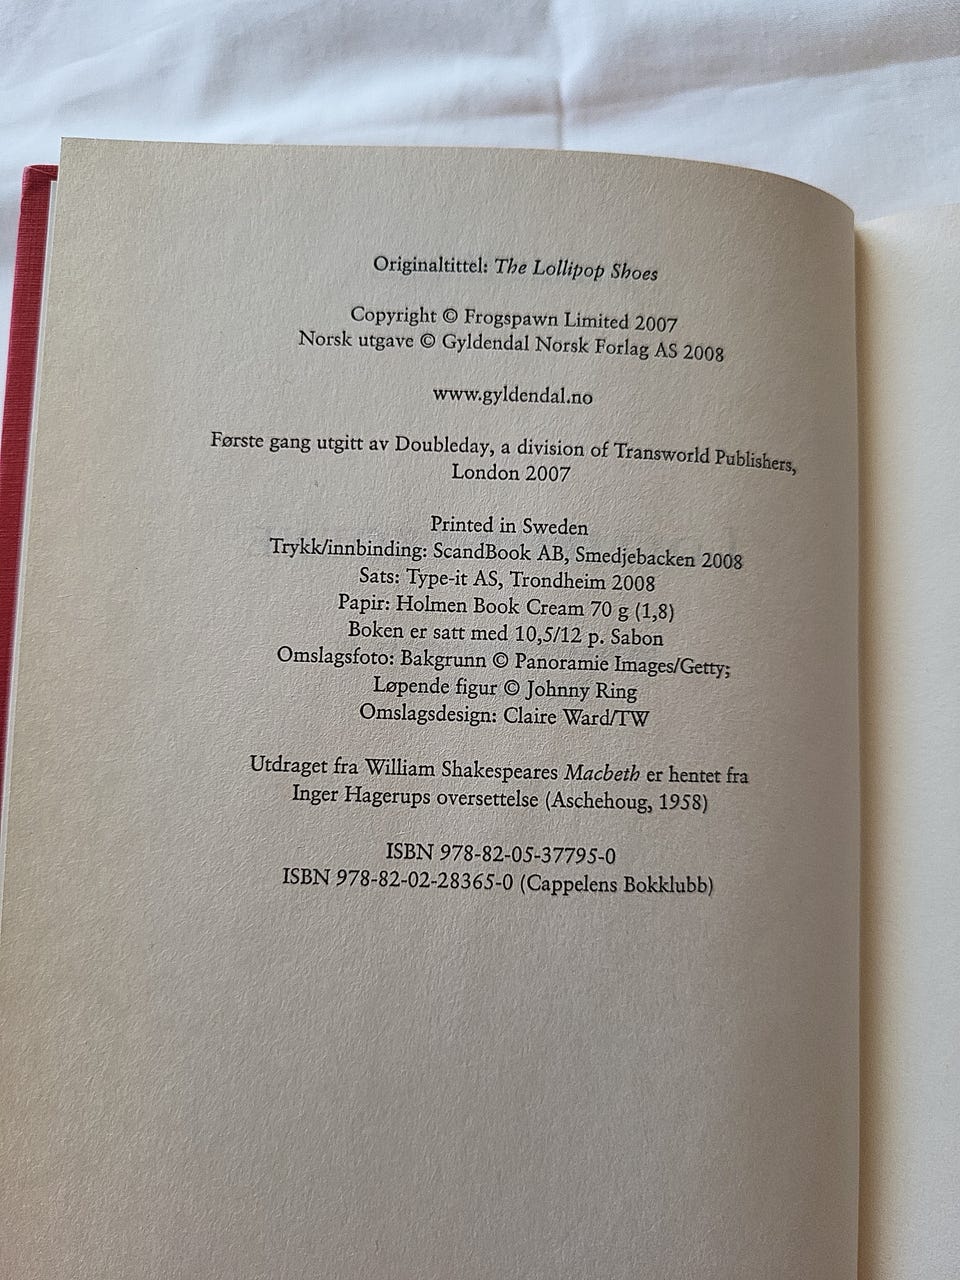 Originaltittel: The Lollipop Shoes
Copyright © Frogspawn Limited 2007
Norsk utgave © Gyldendal Norsk Forlag AS 2008
www.gyldendal.no
Første gang utgitt av Doubleday, a division of Transworld Publishers,
London 2007
Printed in Sweden
Trykk/innbinding: ScandBook AB, Smedjebacken 2008
Sats: Type-it AS, Trondheim 2008
Papir: Holmen Book Cream 70 g (1,8)
Boken er satt med 10,5/12 p. Sabon
Omslagsfoto: Bakgrunn © Panoramie Images/Getty;
Løpende figur © Johnny Ring
Omslagsdesign: Claire Ward/TW
Utdraget fra William Shakespeares Macbeth er hentet fra
Inger Hagerups oversettelse (Aschehoug, 1958)
ISBN 978-82-05-37795-0
ISBN 978-82-02-28365-0 (Cappelens Bokklubb)